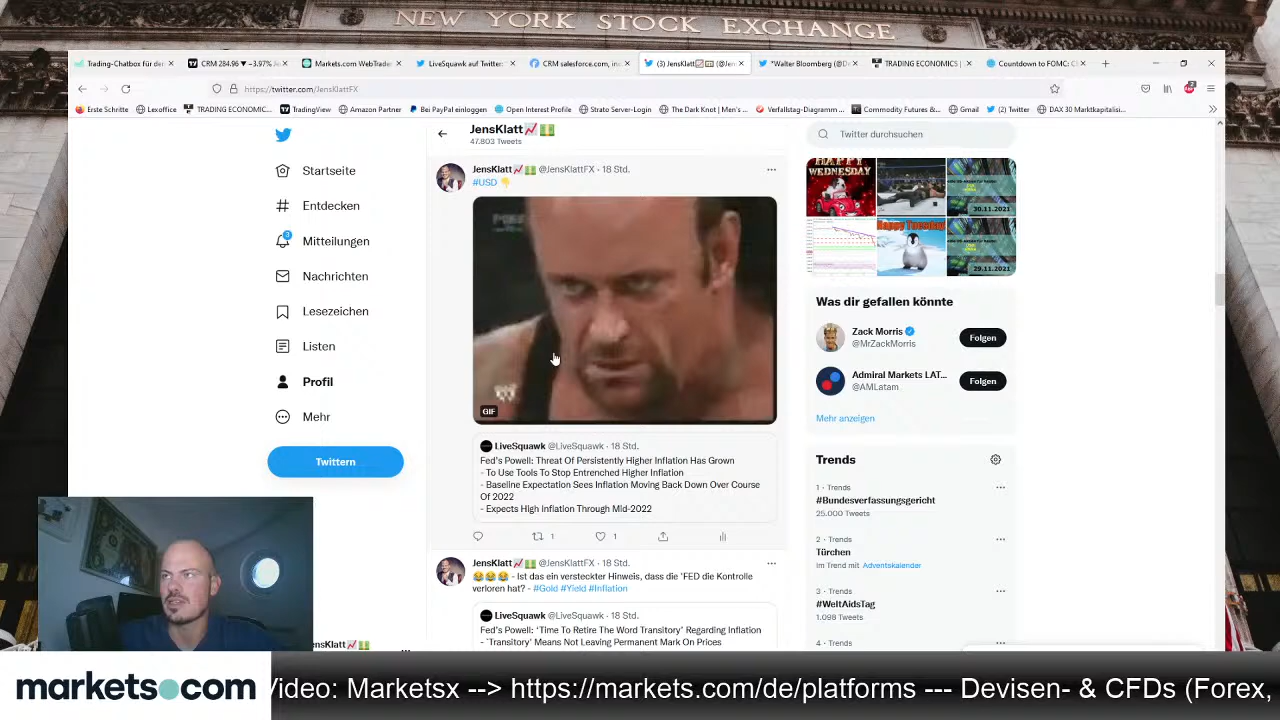 NEW YORK STOCK EXCHANGE
Trading-Chatbox für der
CRM 284.96 ▼ −3.97%
Markets.com WebTrader
LiveSquawk auf Twitter:
CRM salesforce.com, inc
(3) JensKlatt📈💵 (@Jen
*Walter Bloomberg (@D
TRADING ECONOMICS
Countdown to FOMC: C
https://twitter.com/JensKlattFX
Erste Schritte
Lexoffice
TRADING ECONOMIC...
TradingView
Amazon Partner
Bei PayPal einloggen
Open Interest Profile
Strato Server-Login
The Dark Knot | Men's ...
Verfallstag-Diagramm ...
Commodity Futures &...
Gmail
(2) Twitter
DAX 30 Marktkapitalisi...
Startseite
Entdecken
3
Mitteilungen
Nachrichten
Lesezeichen
Listen
Profil
Mehr
Twittern
JensKlatt📈💵
47.803 Tweets
JensKlatt📈💵 @JensKlattFX · 18 Std.
#USD 👇
GIF
LiveSquawk @LiveSquawk · 18 Std.
Fed's Powell: Threat Of Persistently Higher Inflation Has Grown
- To Use Tools To Stop Entrenched Higher Inflation
- Baseline Expectation Sees Inflation Moving Back Down Over Course
Of 2022
- Expects High Inflation Through Mid-2022
1
1
JensKlatt📈💵 @JensKlattFX · 18 Std.
😂😂😂 - Ist das ein versteckter Hinweis, dass die 'FED die Kontrolle
verloren hat? - #Gold #Yield #Inflation
LiveSquawk @LiveSquawk · 18 Std.
Fed's Powell: 'Time To Retire The Word Transitory' Regarding Inflation
- 'Transitory' Means Not Leaving Permanent Mark On Prices
Twitter durchsuchen
HAPPY
WEDNESDAY
30.11.2021
Happy Tuesday
29.11.2021
Was dir gefallen könnte
Zack Morris
@MrZackMorris
Folgen
Admiral Markets LAT...
@AMLatam
Folgen
Mehr anzeigen
Trends
1 · Trends
#Bundesverfassungsgericht
25.000 Tweets
2 · Trends
Türchen
Im Trend mit Adventskalender
3 · Trends
#WeltAidsTag
1.098 Tweets
4 · Trends
JensKlatt📈💵
markets.com
Video: Marketsx --> https://markets.com/de/platforms --- Devisen- & CFDs (Forex,